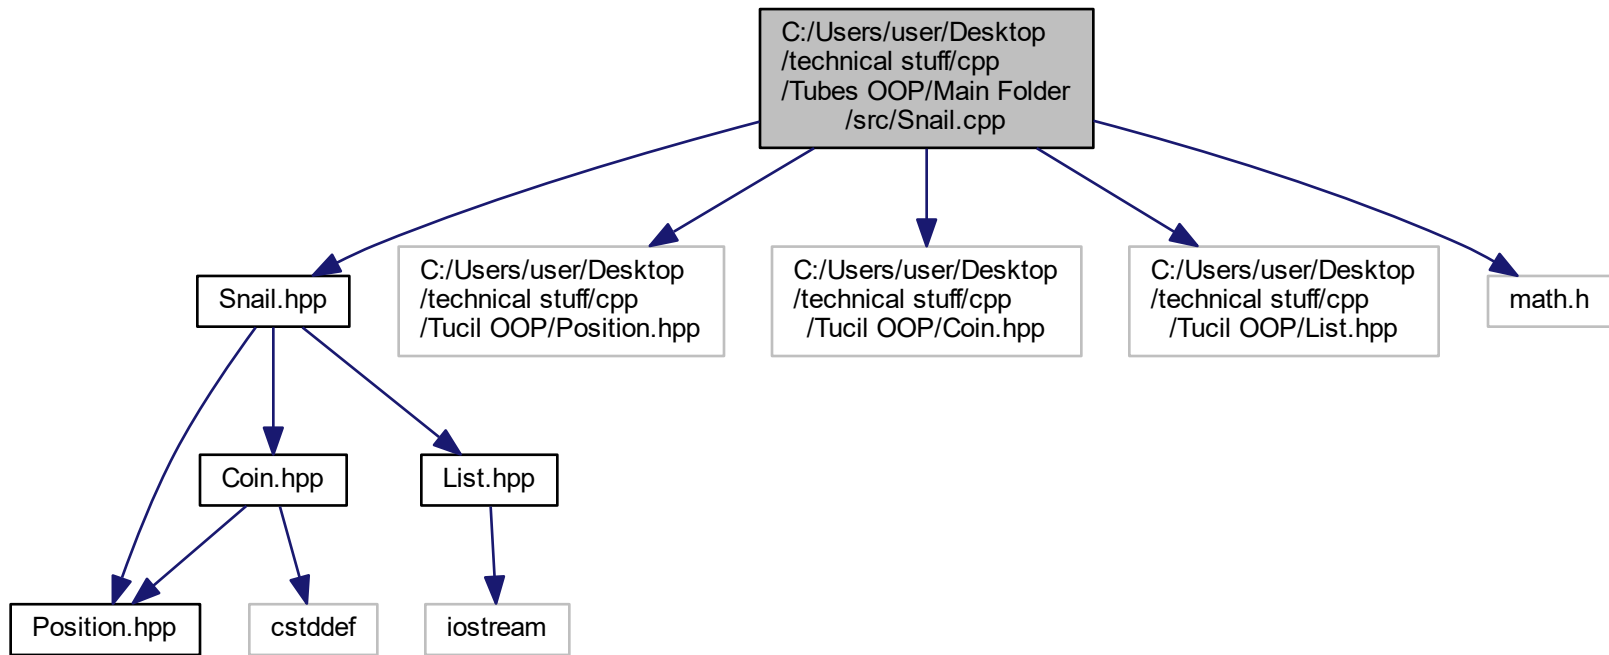 C:/Users/user/Desktop
/technical stuff/cpp
/Tubes OOP/Main Folder
/src/Snail.cpp
Snail.hpp
C:/Users/user/Desktop
/technical stuff/cpp
/Tucil OOP/Position.hpp
C:/Users/user/Desktop
/technical stuff/cpp
/Tucil OOP/Coin.hpp
C:/Users/user/Desktop
/technical stuff/cpp
/Tucil OOP/List.hpp
math.h
Coin.hpp
List.hpp
Position.hpp
cstddef
iostream